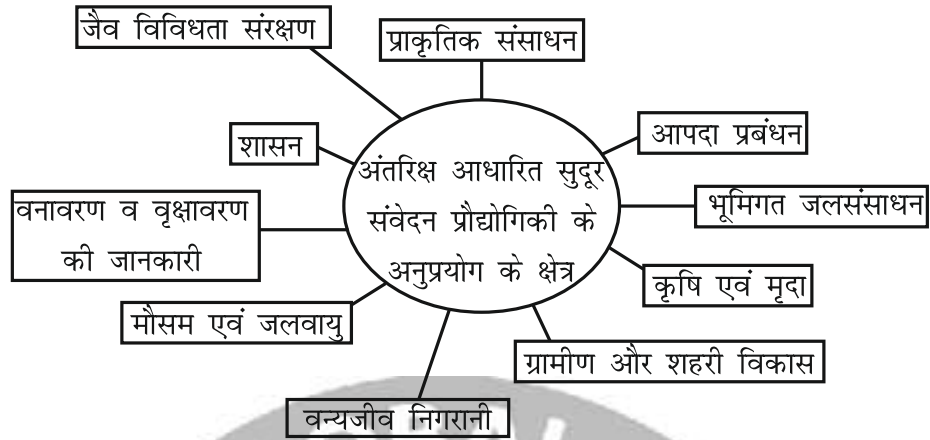 जैव विविधता संरक्षण
प्राकृतिक संसाधन
शासन
आपदा प्रबंधन
अंतरिक्ष आधारित सुदूर
संवेदन प्रौद्योगिकी के
अनुप्रयोग के क्षेत्र
वनावरण व वृक्षावरण
की जानकारी
भूमिगत जलसंसाधन
कृषि एवं मृदा
मौसम एवं जलवायु
ग्रामीण और शहरी विकास
वन्यजीव निगरानी